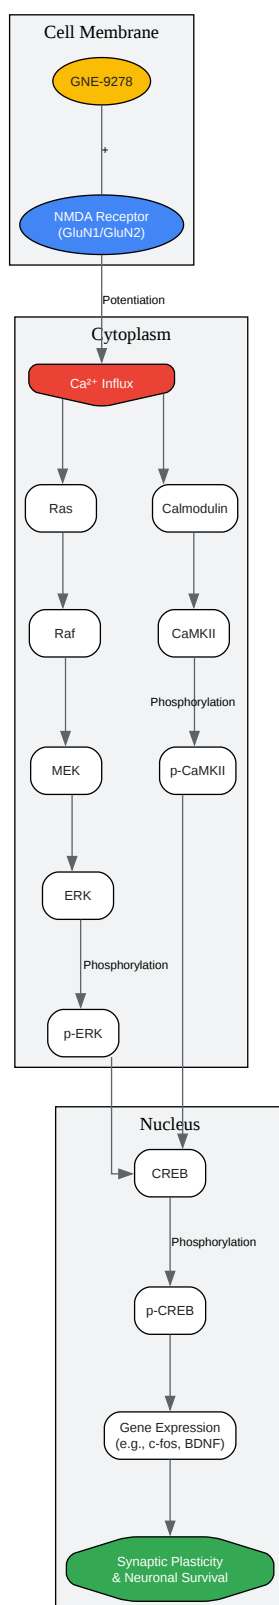 Cell Membrane
GNE-9278
+
NMDA Receptor
(GluN1/GluN2)
Potentiation
Cytoplasm
Ca²⁺ Influx
Ras
Calmodulin
Raf
CaMKII
Phosphorylation
MEK
p-CaMKII
ERK
Phosphorylation
p-ERK
Nucleus
CREB
Phosphorylation
p-CREB
Gene Expression
(e.g., c-fos, BDNF)
Synaptic Plasticity
& Neuronal Survival